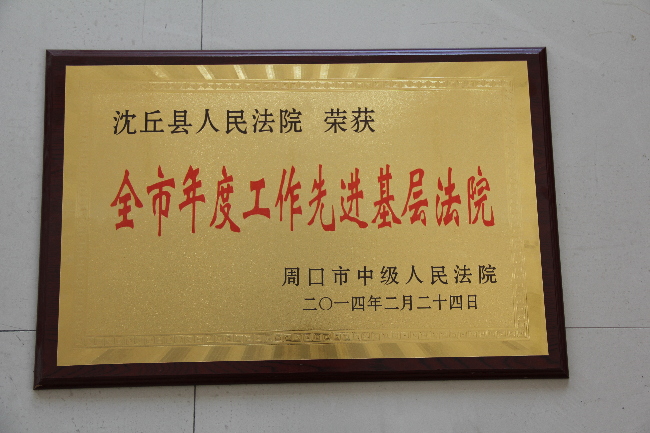 沈丘县人民法院 荣获
全市年度工作先进基层法院
周口市中级人民法院
二〇一四年二月二十四日